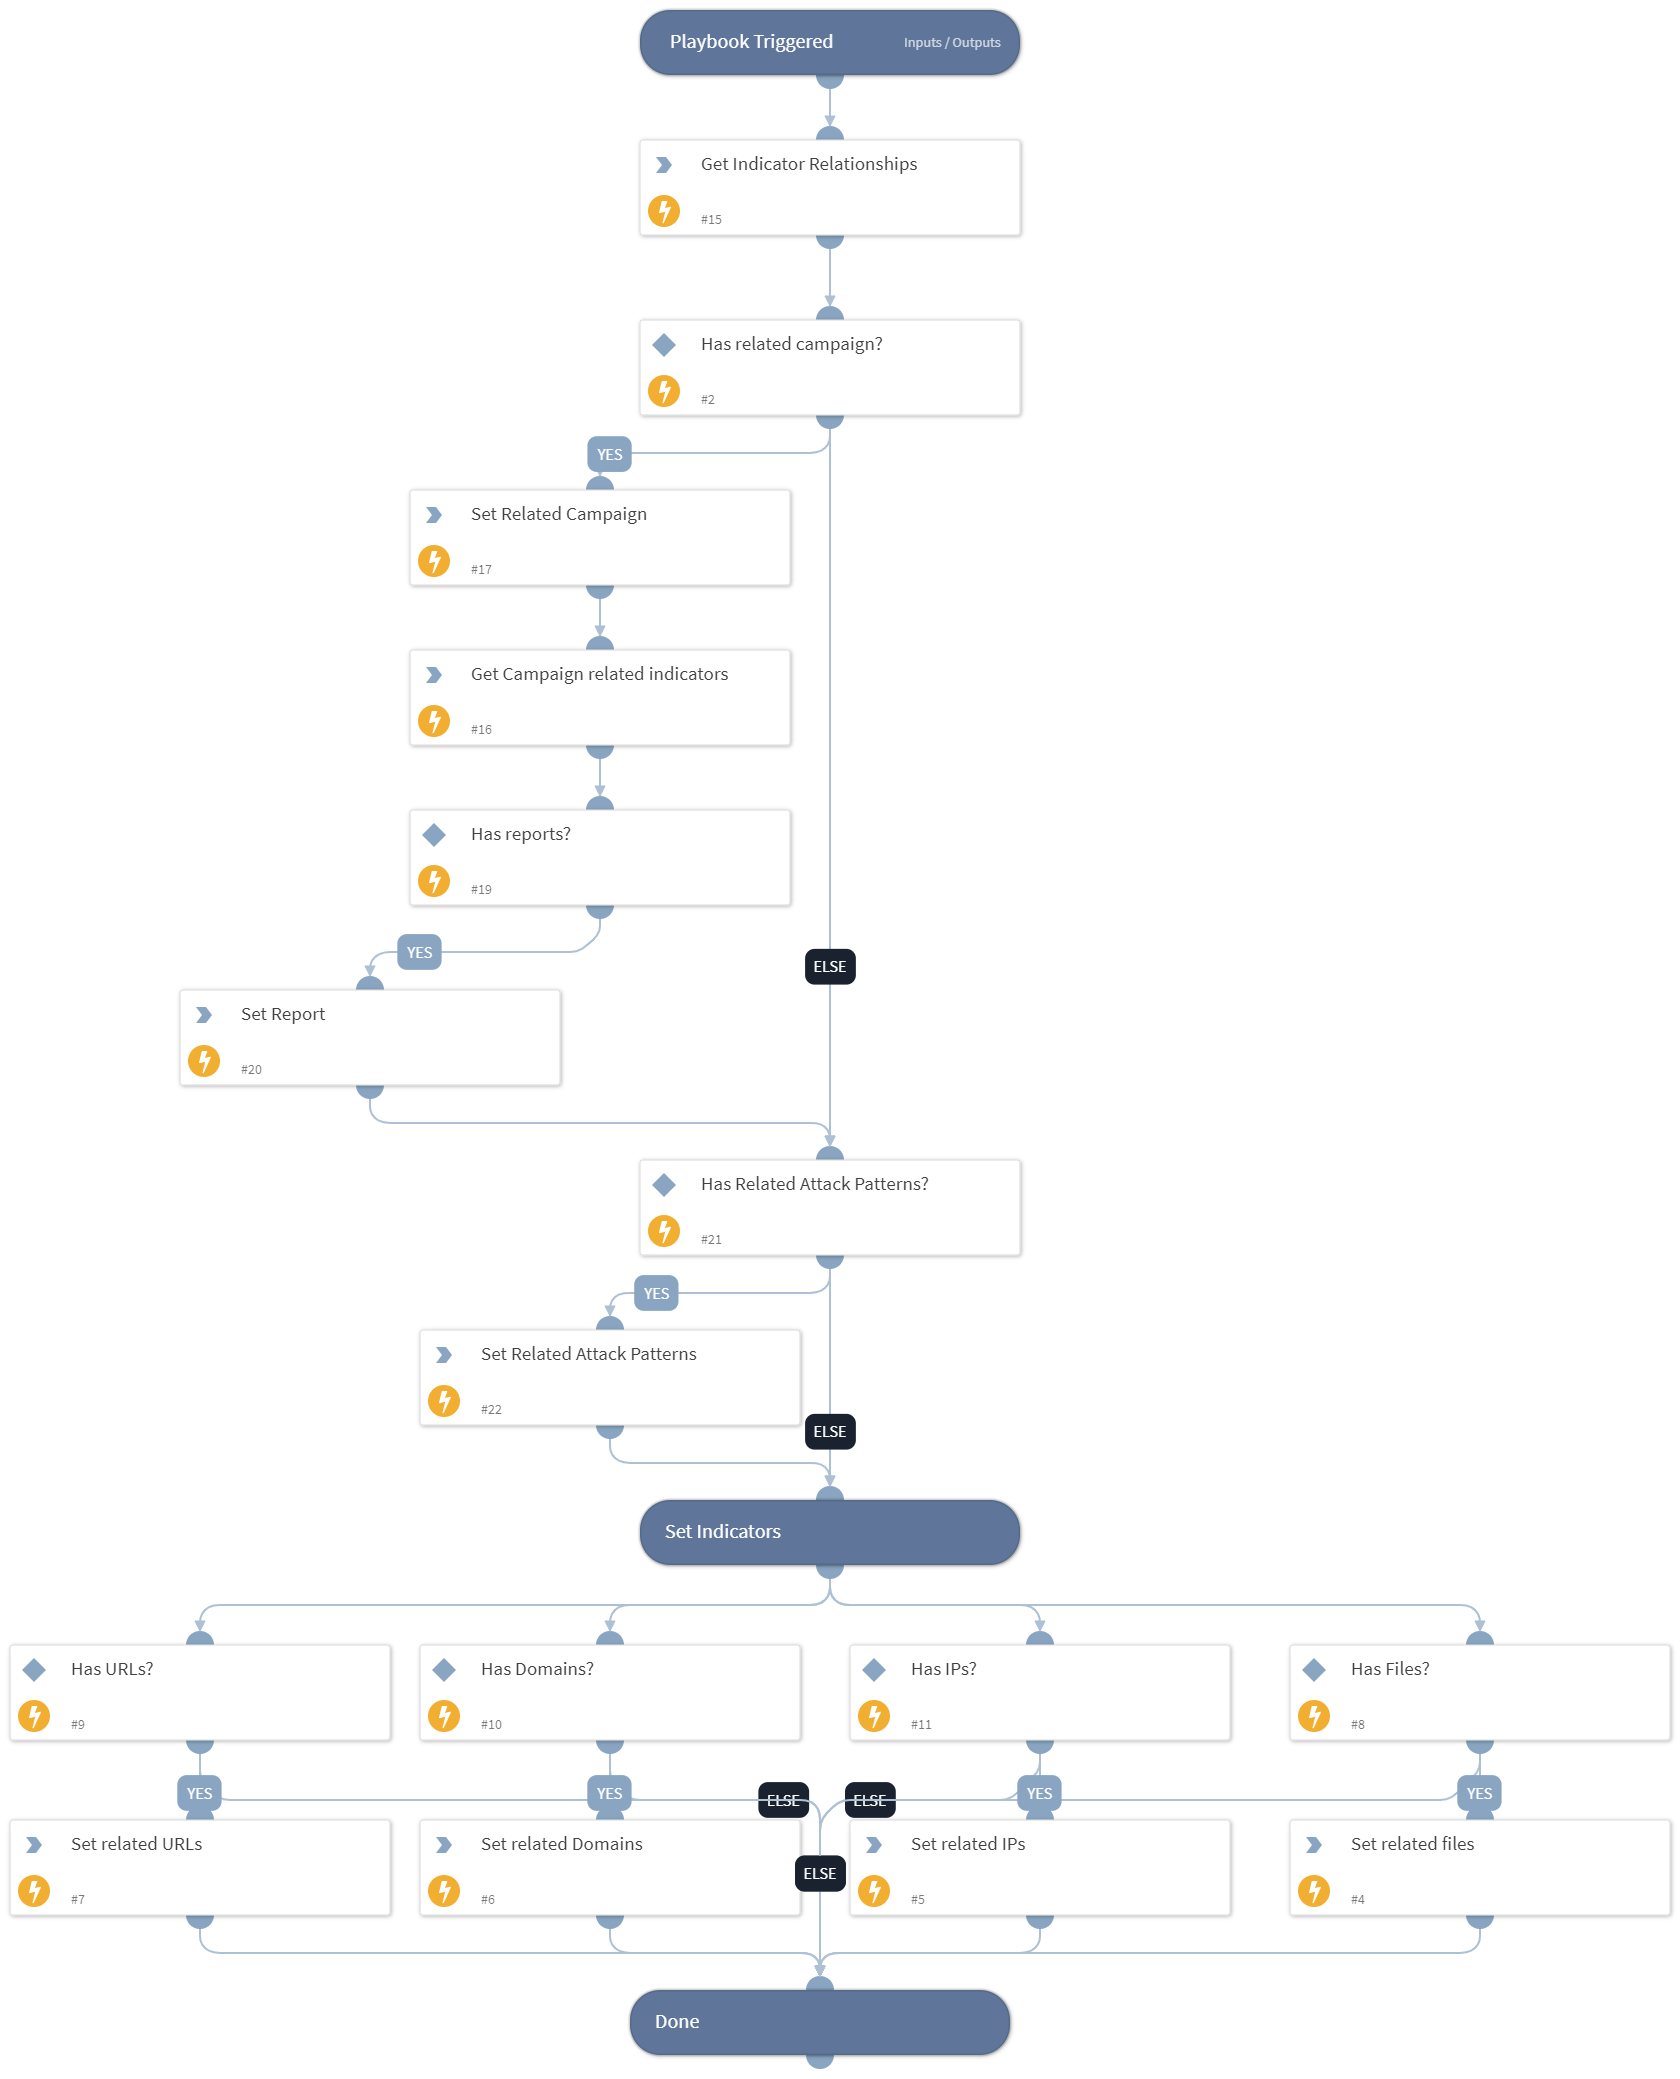 Playbook Triggered
Inputs / Outputs
Get Indicator Relationships
#15
Has related campaign?
#2
YES
Set Related Campaign
#17
Get Campaign related indicators
#16
Has reports?
#19
YES
ELSE
Set Report
#20
Has Related Attack Patterns?
#21
YES
Set Related Attack Patterns
#22
ELSE
Set Indicators
Has URLs?
#9
Has Domains?
#10
Has IPs?
#11
Has Files?
#8
YES
YES
ELSE
ELSE
YES
YES
Set related URLs
#7
Set related Domains
#6
ELSE
Set related IPs
#5
Set related files
#4
Done